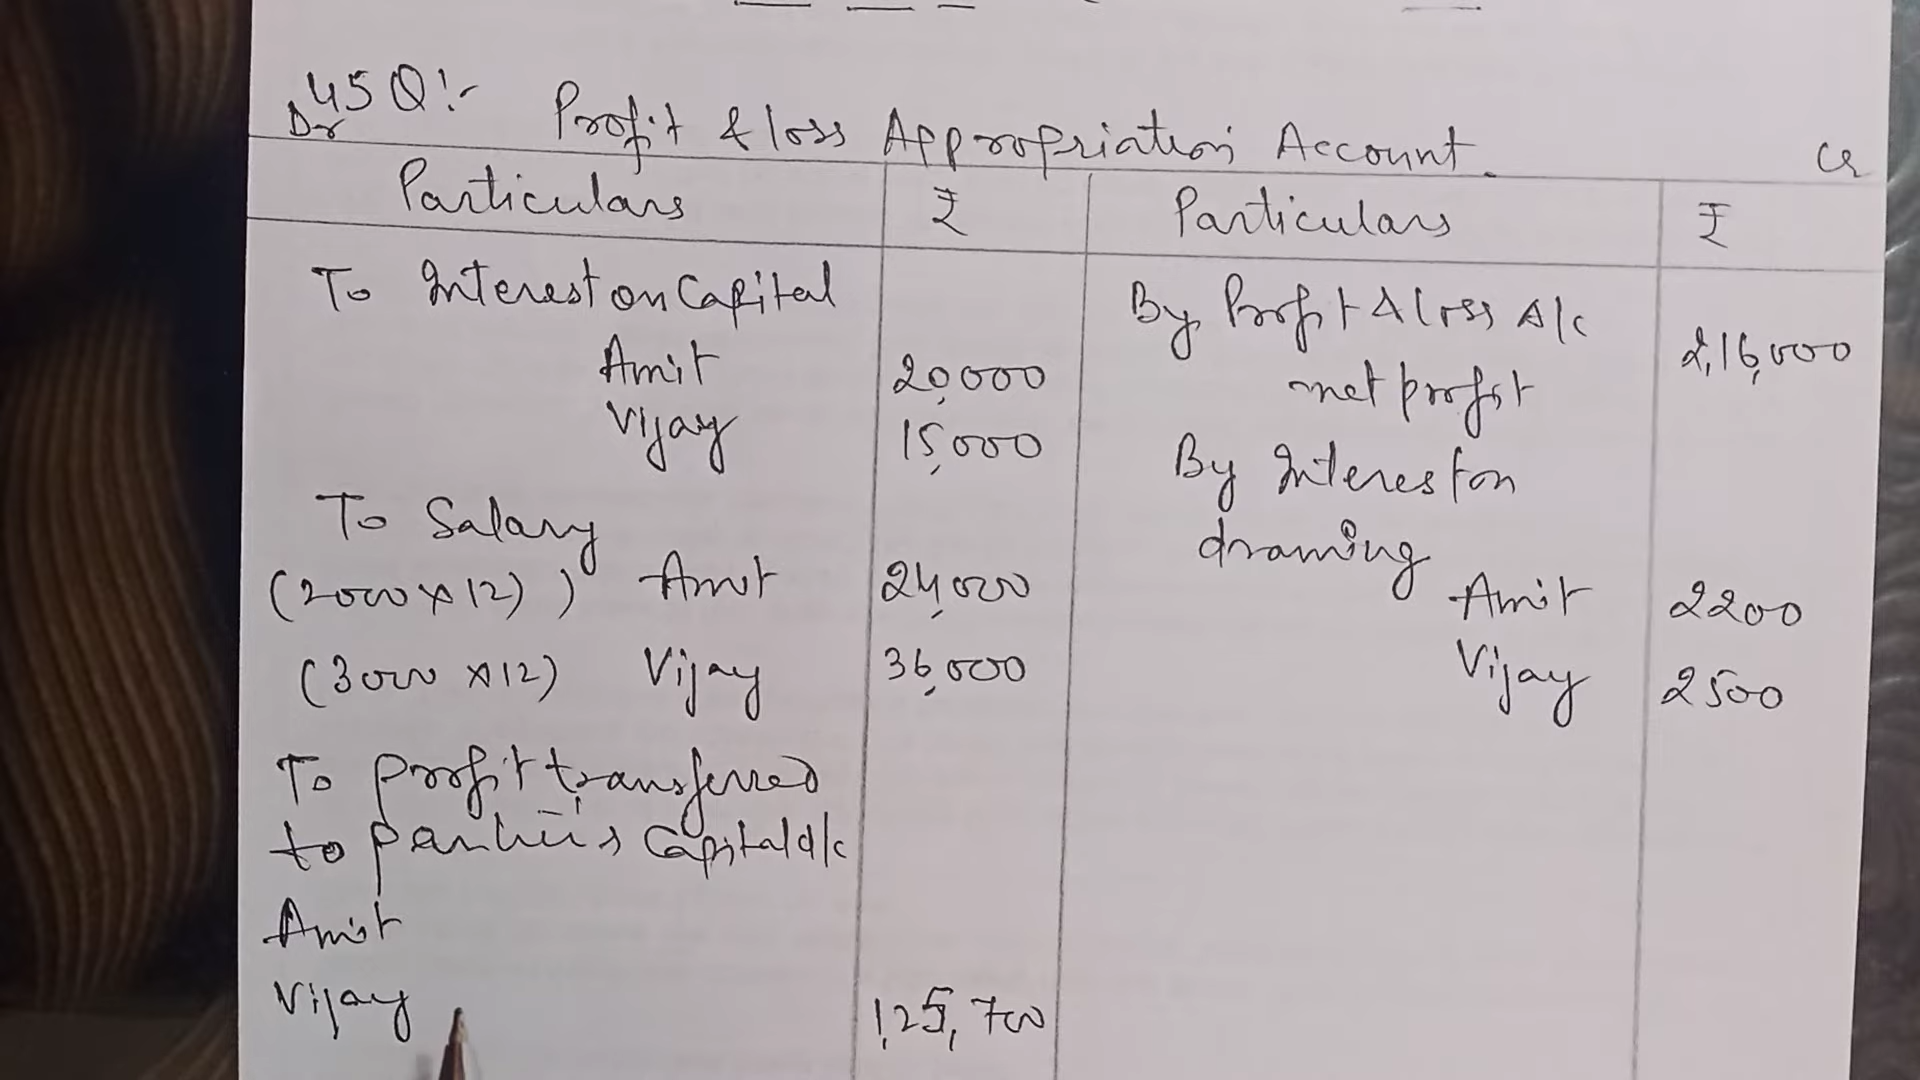 45 Q:-
Dr Profit & loss Appropriation Account. Cr
Particulars ₹ Particulars ₹
To Interest on Capital
Amit 20,000
Vijay 15,000
To Salary
(2000 x 12) ) Amit 24,000
(3000 x 12) Vijay 36,000
To profit transferred
to partners Capital A/c
Amit
Vijay 1,25,700
By Profit & loss A/c
net profit 2,16,000
By Interest on
drawing
Amit 2200
Vijay 2500